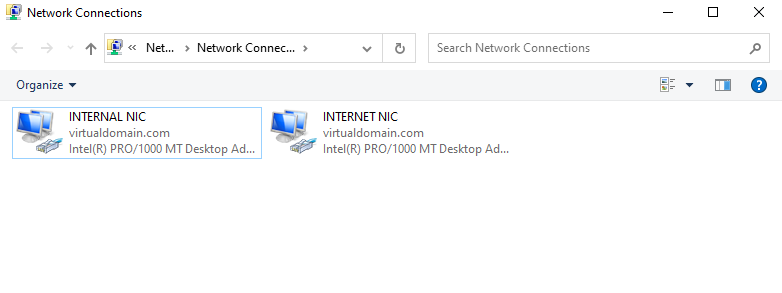 Network Connections
« Net... Network Connec...
Search Network Connections
Organize
?
INTERNAL NIC
virtualdomain.com
Intel(R) PRO/1000 MT Desktop Ad...
INTERNET NIC
virtualdomain.com
Intel(R) PRO/1000 MT Desktop Ad...